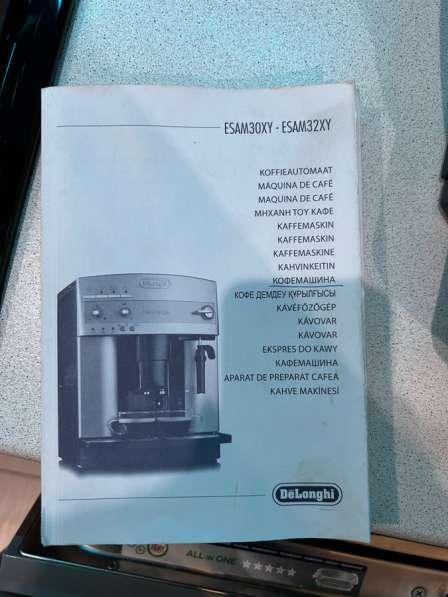 ESAM30XY - ESAM32XY
KOFFIEAUTOMAAT
MÁQUINA DE CAFÉ
MAQUINA DE CAFÉ
ΜΗΧΑΝΗ ΤΟΥ ΚΑΦΕ
KAFFEMASKIN
KAFFEMASKIN
KAFFEMASKINE
KAHVINKEITIN
КОФЕМАШИНА
КОФЕ ДЕМДЕУ ҚҰРЫЛҒЫСЫ
KÁVÉFŐZŐGÉP
KÁVOVAR
KÁVOVAR
EKSPRES DO KAWY
КАФЕМАШИНА
APARAT DE PREPARAT CAFEA
KAHVE MAKİNESİ
DeLonghi
DeLonghi
ALL IN ONE